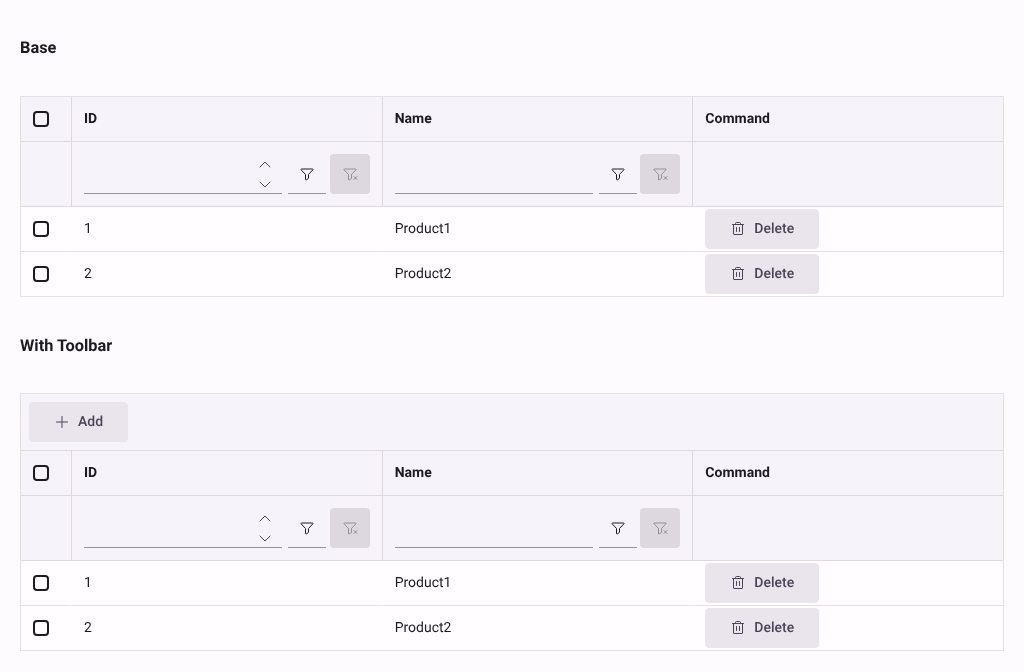 Base
ID Name Command
1 Product1 Delete
2 Product2 Delete
With Toolbar
Add
ID Name Command
1 Product1 Delete
2 Product2 Delete